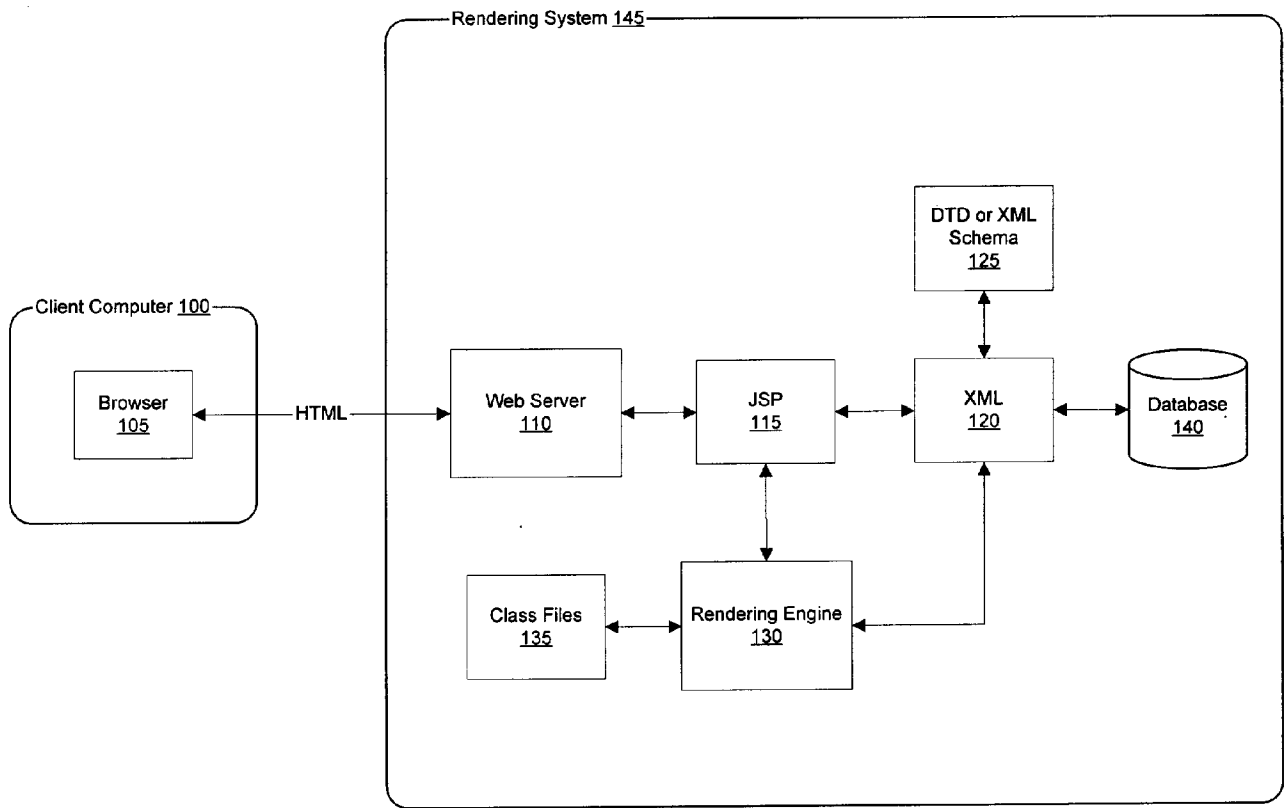 Rendering System 145
DTD or XML
Schema
125
Client Computer 100
Browser
105
HTML
Web Server
110
JSP
115
XML
120
Database
140
Class Files
135
Rendering Engine
130